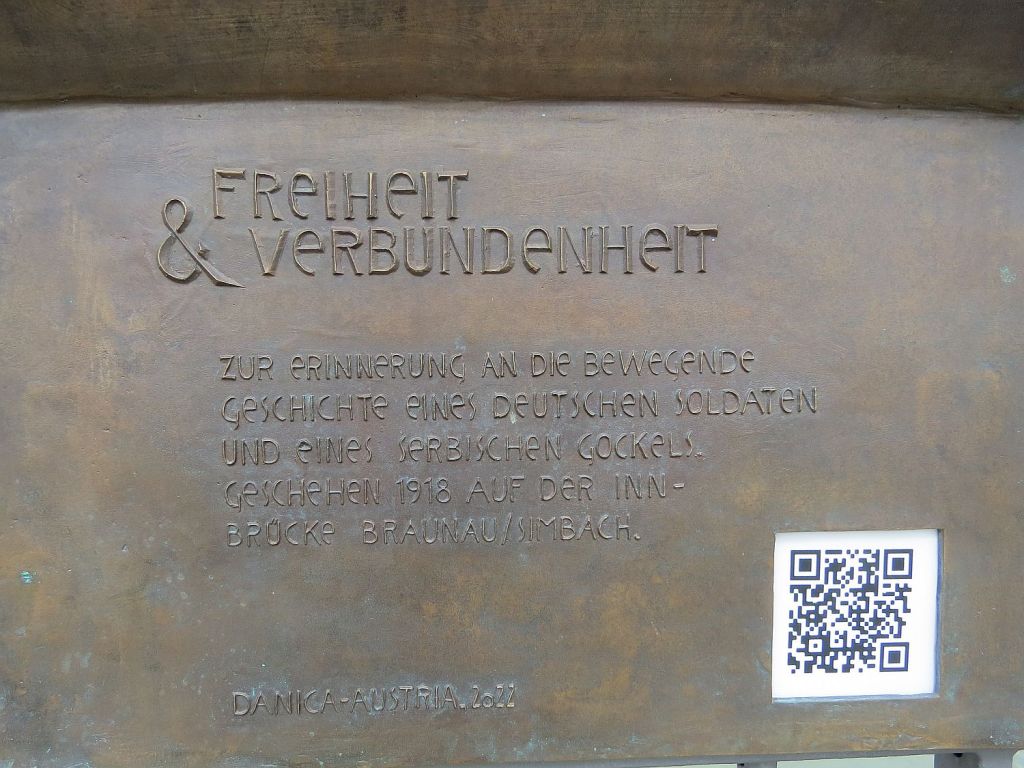 FREIHEIT
& VERBUNDENHEIT
ZUR ERINNERUNG AN DIE BEWEGENDE
GESCHICHTE EINES DEUTSCHEN SOLDATEN
UND EINES SERBISCHEN GOCKELS.
GESCHEHEN 1918 AUF DER INN-
BRÜCKE BRAUNAU/SIMBACH.
DANICA-AUSTRIA. 2022